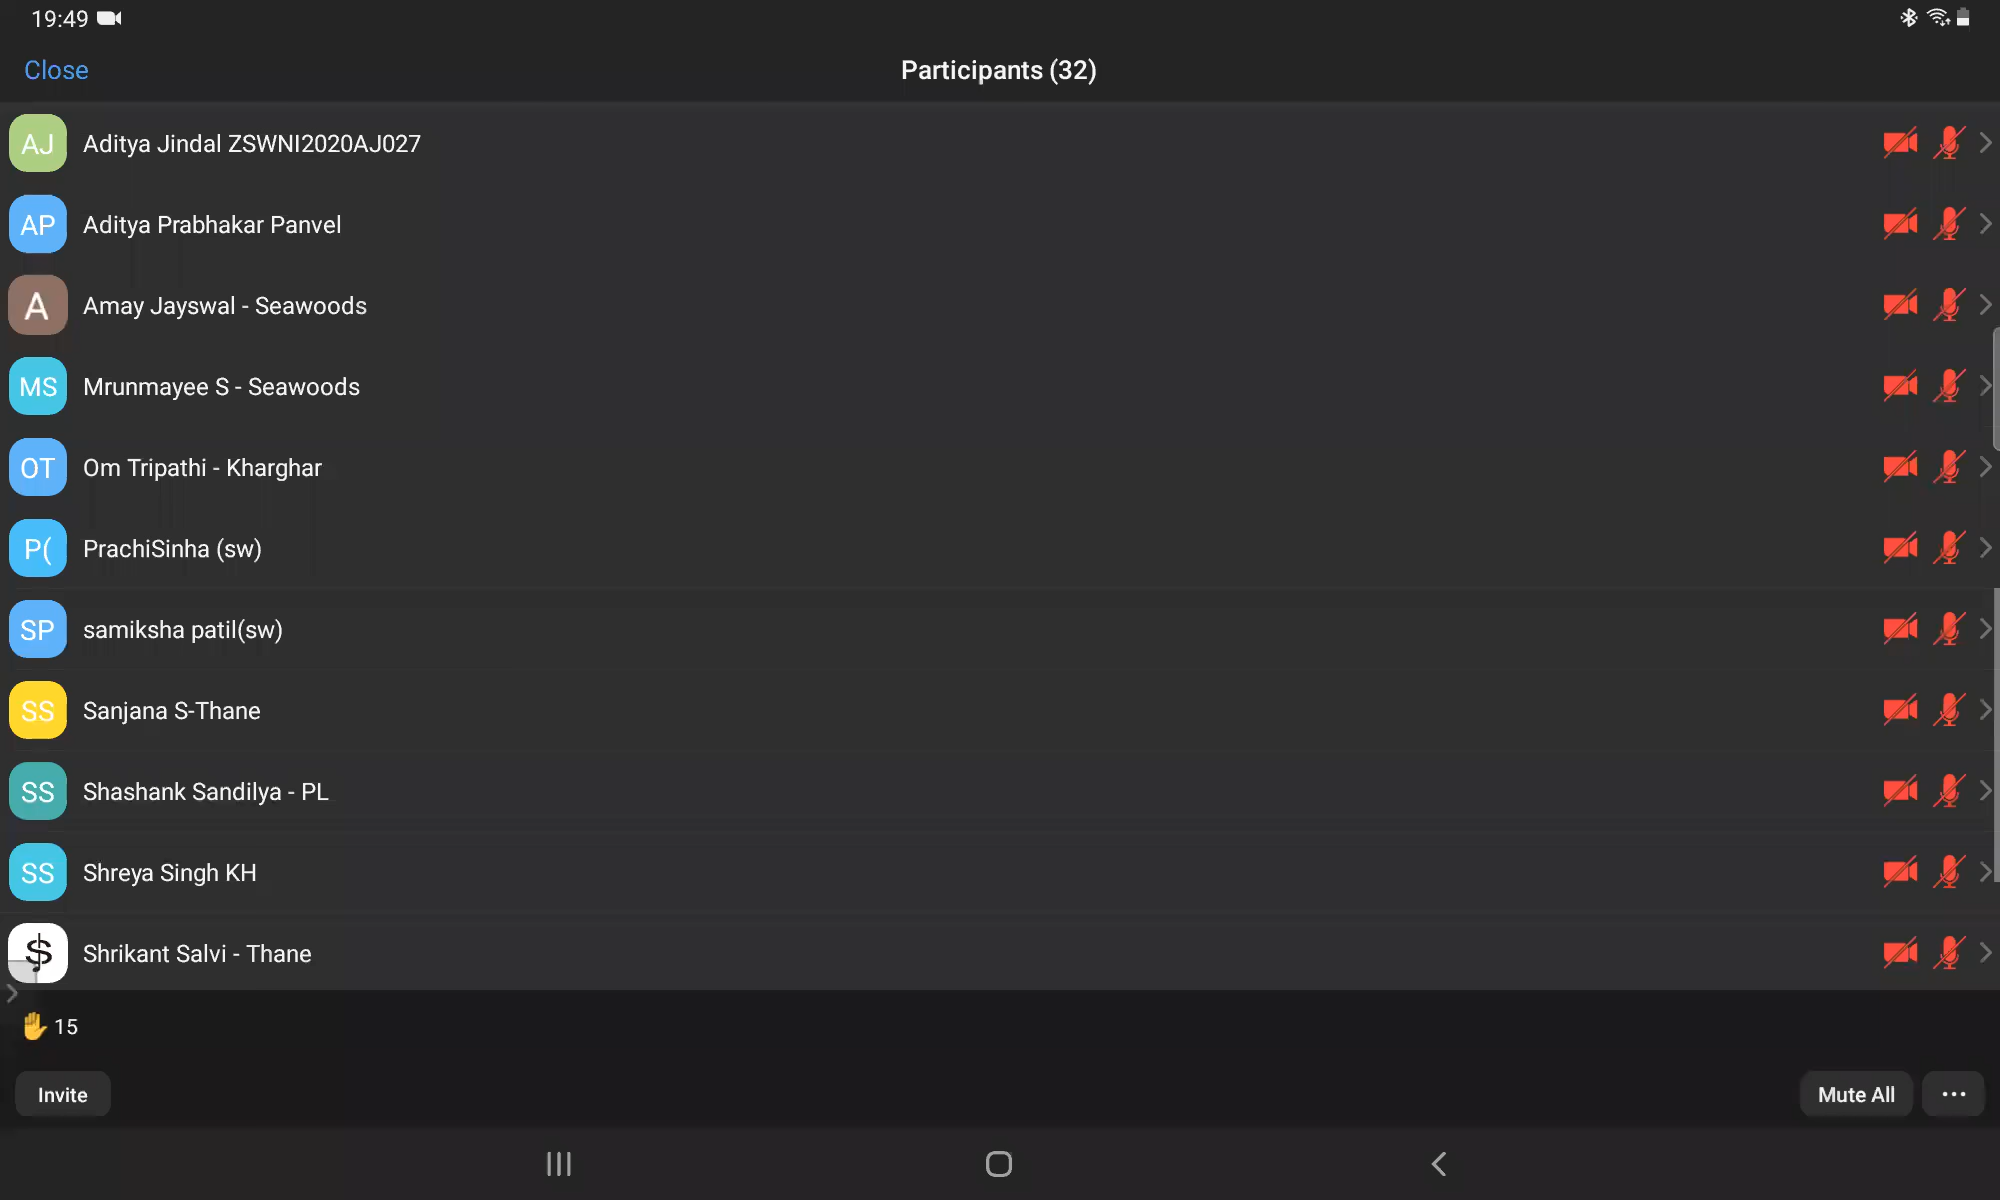 19:49
Close
Participants (32)
AJ Aditya Jindal ZSWNI2020AJ027
AP Aditya Prabhakar Panvel
A Amay Jayswal - Seawoods
MS Mrunmayee S - Seawoods
OT Om Tripathi - Kharghar
P( PrachiSinha (sw)
SP samiksha patil(sw)
SS Sanjana S-Thane
SS Shashank Sandilya - PL
SS Shreya Singh KH
$ Shrikant Salvi - Thane
✋ 15
Invite
Mute All